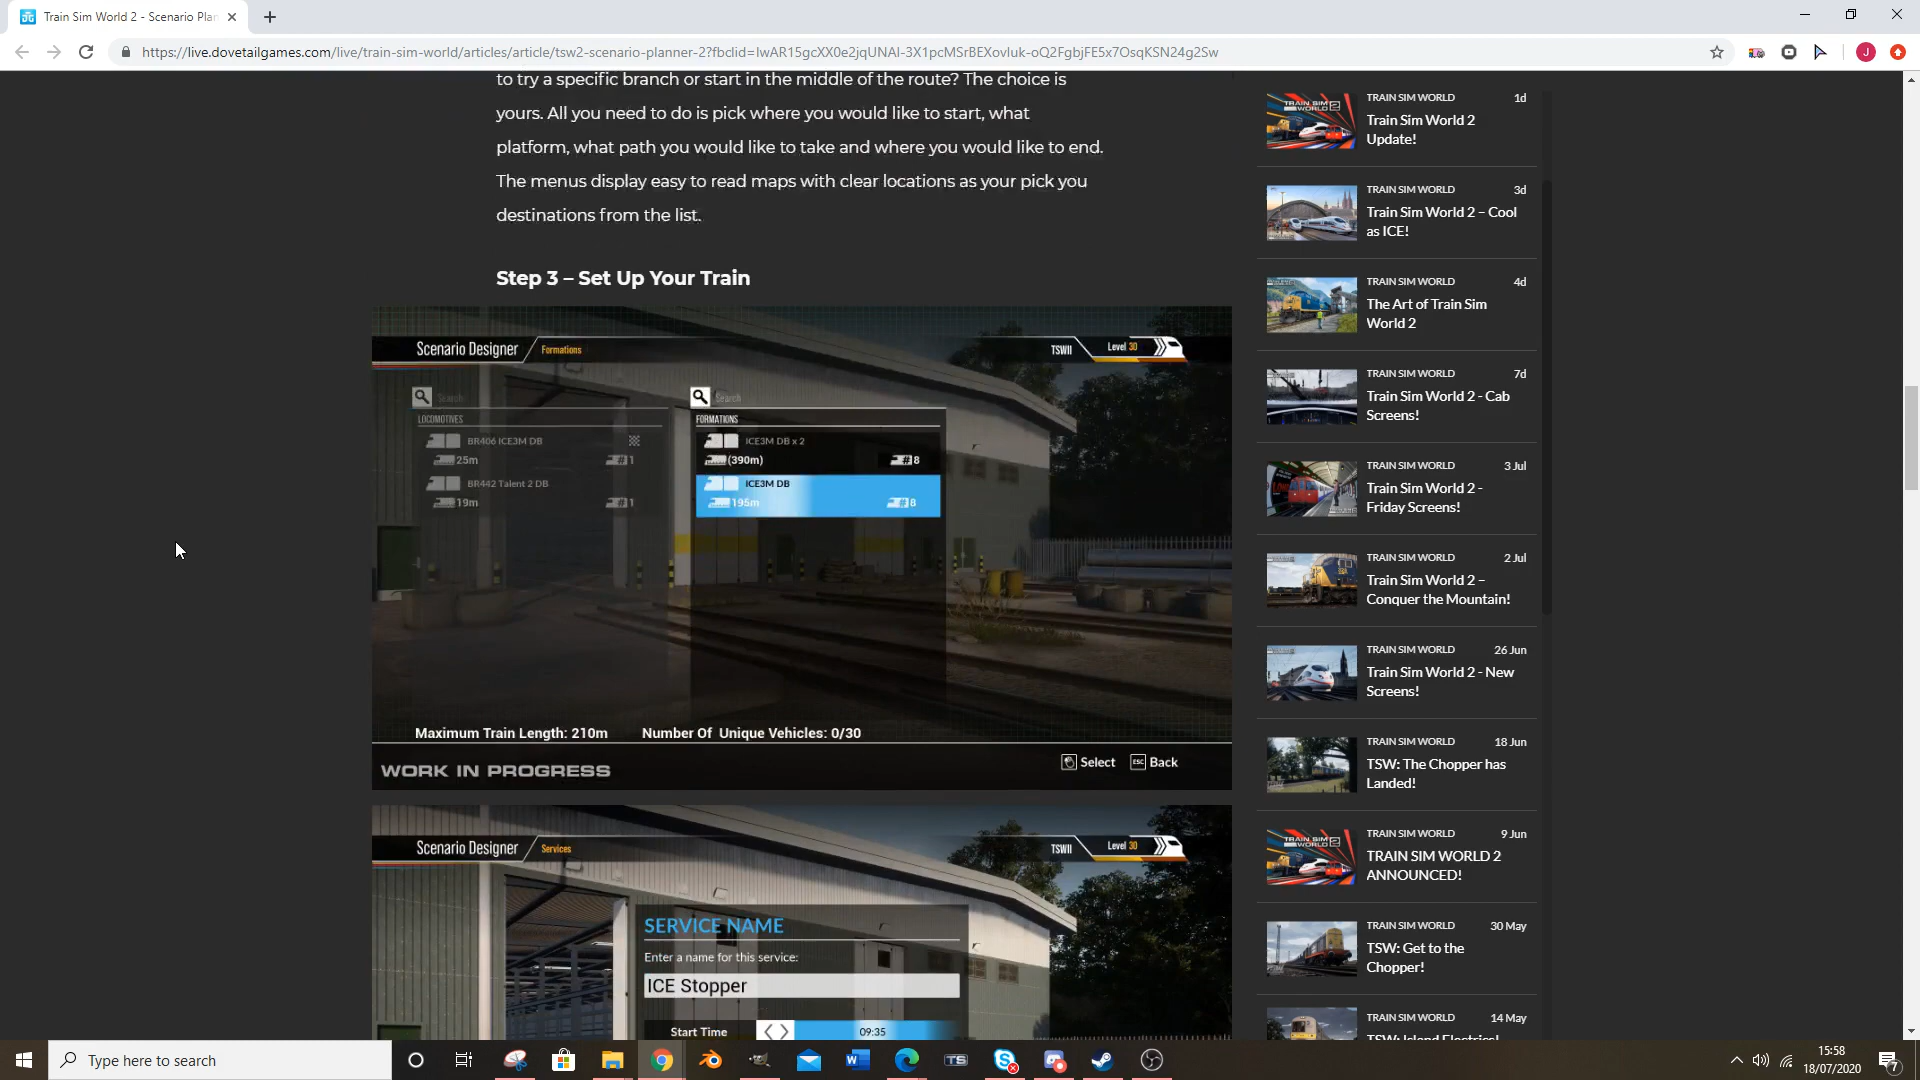 Train Sim World 2 - Scenario Plan
https://live.dovetailgames.com/live/train-sim-world/articles/article/tsw2-scenario-planner-2?fbclid=IwAR15gcXX0e2jqUNAI-3X1pcMSrBEXovluk-oQ2FgbjFE5x7OsqKSN24g2Sw
J
to try a specific branch or start in the middle of the route? The choice is
yours. All you need to do is pick where you would like to start, what
platform, what path you would like to take and where you would like to end.
The menus display easy to read maps with clear locations as your pick you
destinations from the list.
Step 3 – Set Up Your Train
Scenario Designer
Formations
TSWII
Level 30
Search
Search
LOCOMOTIVES
BR406 ICE3M DB
25m
#1
BR442 Talent 2 DB
19m
#1
FORMATIONS
ICE3M DB x 2
(390m)
#8
ICE3M DB
195m
#8
Maximum Train Length: 210m
Number Of Unique Vehicles: 0/30
WORK IN PROGRESS
Select
ESC Back
Scenario Designer
Services
TSWII
Level 30
SERVICE NAME
Enter a name for this service:
ICE Stopper
Start Time
09:35
TRAIN SIM WORLD 1d
Train Sim World 2
Update!
TRAIN SIM WORLD 3d
Train Sim World 2 – Cool
as ICE!
TRAIN SIM WORLD 4d
The Art of Train Sim
World 2
TRAIN SIM WORLD 7d
Train Sim World 2 - Cab
Screens!
TRAIN SIM WORLD 3 Jul
Train Sim World 2 -
Friday Screens!
TRAIN SIM WORLD 2 Jul
Train Sim World 2 –
Conquer the Mountain!
TRAIN SIM WORLD 26 Jun
Train Sim World 2 - New
Screens!
TRAIN SIM WORLD 18 Jun
TSW: The Chopper has
Landed!
TRAIN SIM WORLD 9 Jun
TRAIN SIM WORLD 2
ANNOUNCED!
TRAIN SIM WORLD 30 May
TSW: Get to the
Chopper!
TRAIN SIM WORLD 14 May
TSW: Island Electrics!
Type here to search
TS
15:58
18/07/2020
7